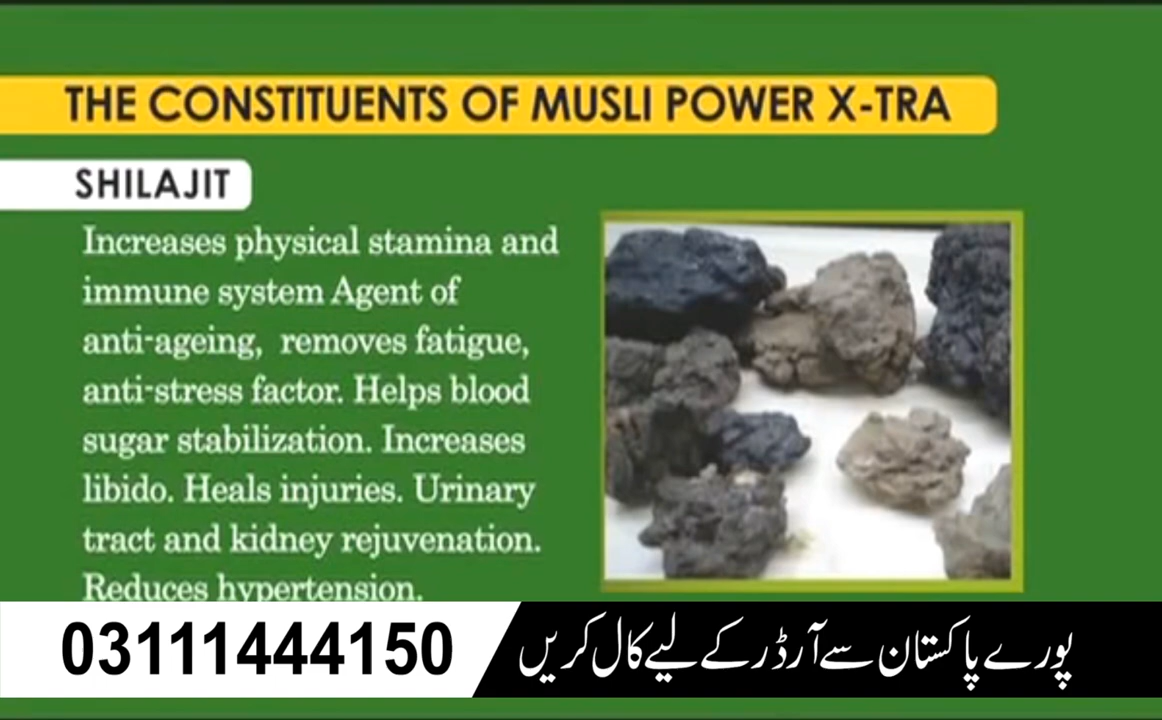 THE CONSTITUENTS OF MUSLI POWER X-TRA
SHILAJIT
Increases physical stamina and
immune system Agent of
anti-ageing, removes fatigue,
anti-stress factor. Helps blood
sugar stabilization. Increases
libido. Heals injuries. Urinary
tract and kidney rejuvenation.
Reduces hypertension.
03111444150
پورے پاکستان سے آرڈر کے لیے کال کریں